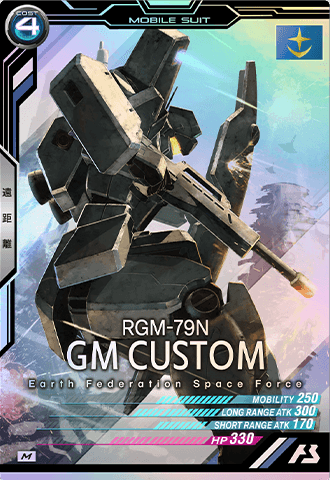 COST
4
MOBILE SUIT
遠距離
RGM-79N
GM CUSTOM
Earth Federation Space Force
MOBILITY 250
LONG RANGE ATK 300
SHORT RANGE ATK 170
HP 330
M